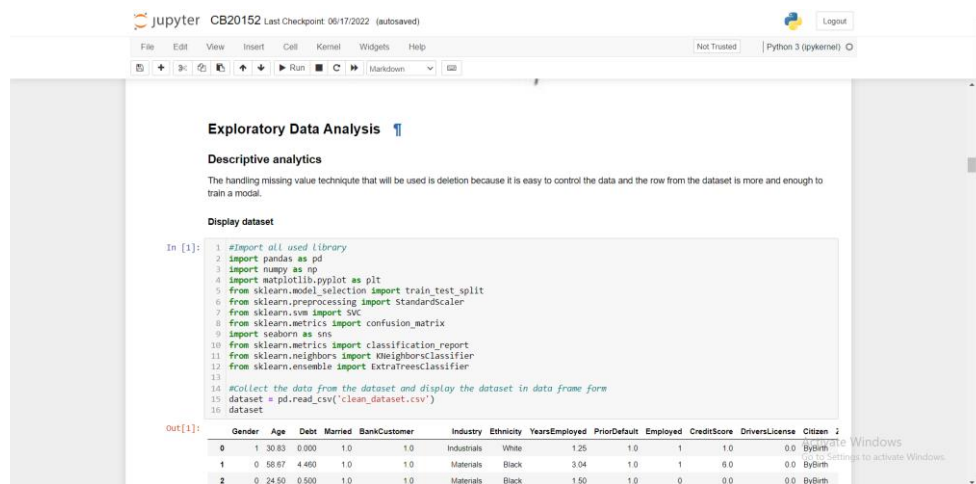 jupyter CB20152 Last Checkpoint: 06/17/2022 (autosaved)
Logout
File Edit View Insert Cell Kernel Widgets Help
Not Trusted
Python 3 (ipykernel) O
Run
Markdown
Exploratory Data Analysis ¶
Descriptive analytics
The handling missing value techniqute that will be used is deletion because it is easy to control the data and the row from the dataset is more and enough to
train a modal.
Display dataset
In [1]:
1 #Import all used library
2 import pandas as pd
3 import numpy as np
4 import matplotlib.pyplot as plt
5 from sklearn.model_selection import train_test_split
6 from sklearn.preprocessing import StandardScaler
7 from sklearn.svm import SVC
8 from sklearn.metrics import confusion_matrix
9 import seaborn as sns
10 from sklearn.metrics import classification_report
11 from sklearn.neighbors import KNeighborsClassifier
12 from sklearn.ensemble import ExtraTreesClassifier
13
14 #Collect the data from the dataset and display the dataset in data frame form
15 dataset = pd.read_csv('clean_dataset.csv')
16 dataset
Out[1]:
Gender Age Debt Married BankCustomer Industry Ethnicity YearsEmployed PriorDefault Employed CreditScore DriversLicense Citizen
0 1 30.83 0.000 1.0 1.0 Industrials White 1.25 1.0 1 1.0 0.0 ByBirth
1 0 58.67 4.460 1.0 1.0 Materials Black 3.04 1.0 1 6.0 0.0 ByBirth
2 0 24.50 0.500 1.0 1.0 Materials Black 1.50 1.0 0 0.0 0.0 ByBirth
Activate Windows
Go to Settings to activate Windows.